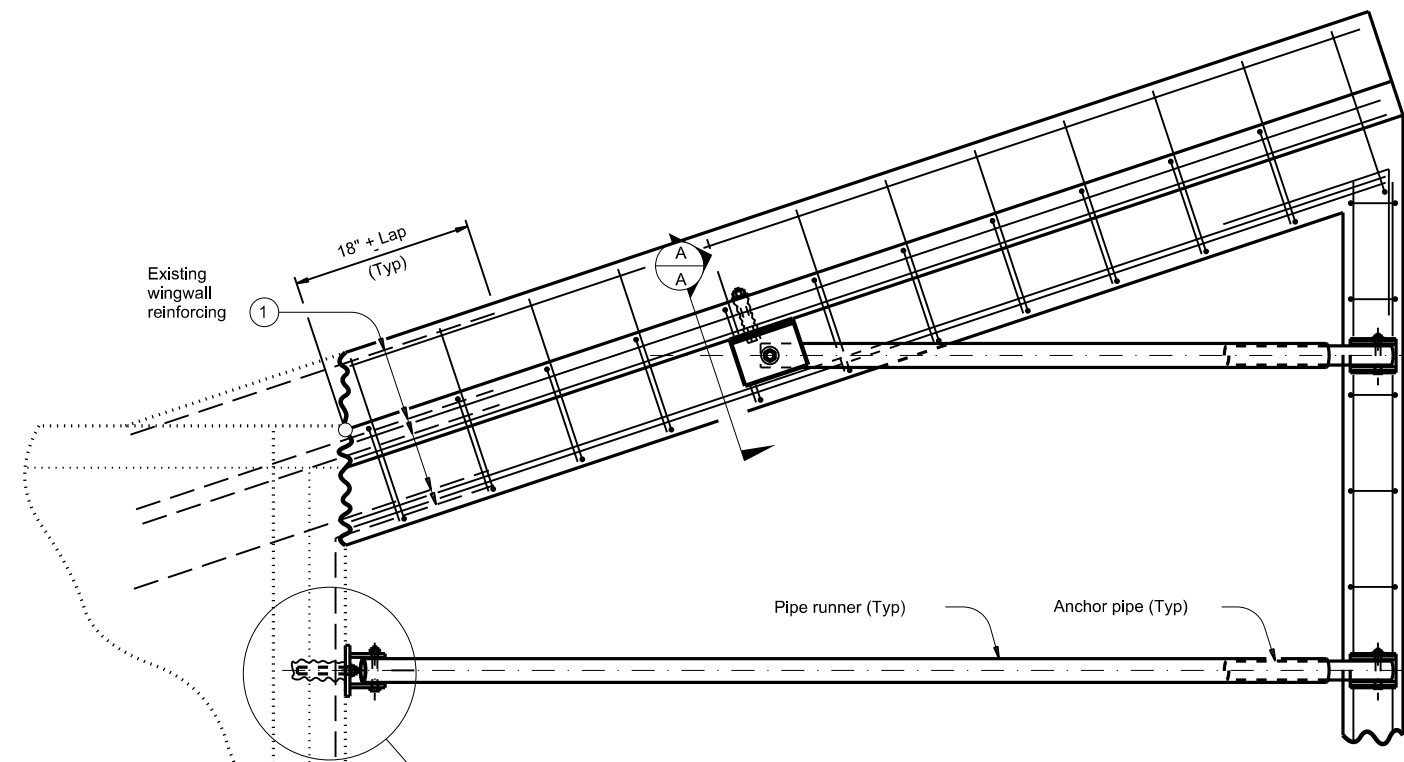 18" ± Lap
(Typ)
Existing
wingwall
reinforcing
1
A
A
Pipe runner (Typ)
Anchor pipe (Typ)